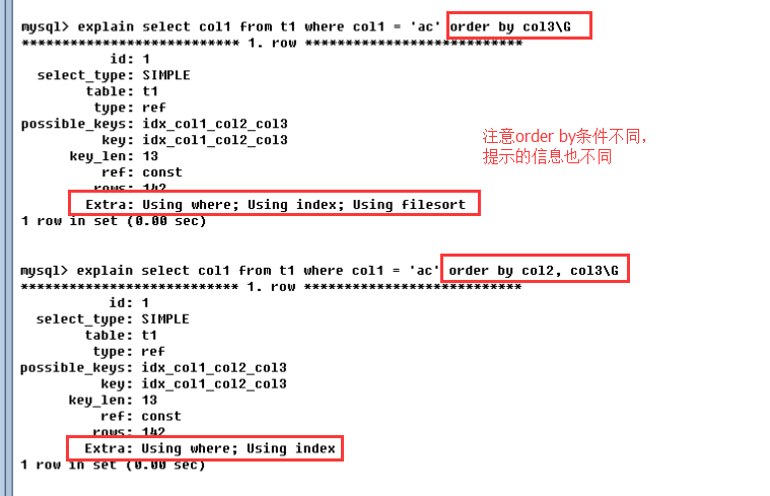 mysql> explain select col1 from t1 where col1 = 'ac' order by col3\G
*************************** 1. row ***************************
id: 1
select_type: SIMPLE
table: t1
type: ref
possible_keys: idx_col1_col2_col3
key: idx_col1_col2_col3
key_len: 13
ref: const
rows: 142
Extra: Using where; Using index; Using filesort
1 row in set (0.00 sec)
注意order by条件不同，
提示的信息也不同
mysql> explain select col1 from t1 where col1 = 'ac' order by col2, col3\G
*************************** 1. row ***************************
id: 1
select_type: SIMPLE
table: t1
type: ref
possible_keys: idx_col1_col2_col3
key: idx_col1_col2_col3
key_len: 13
ref: const
rows: 142
Extra: Using where; Using index
1 row in set (0.00 sec)